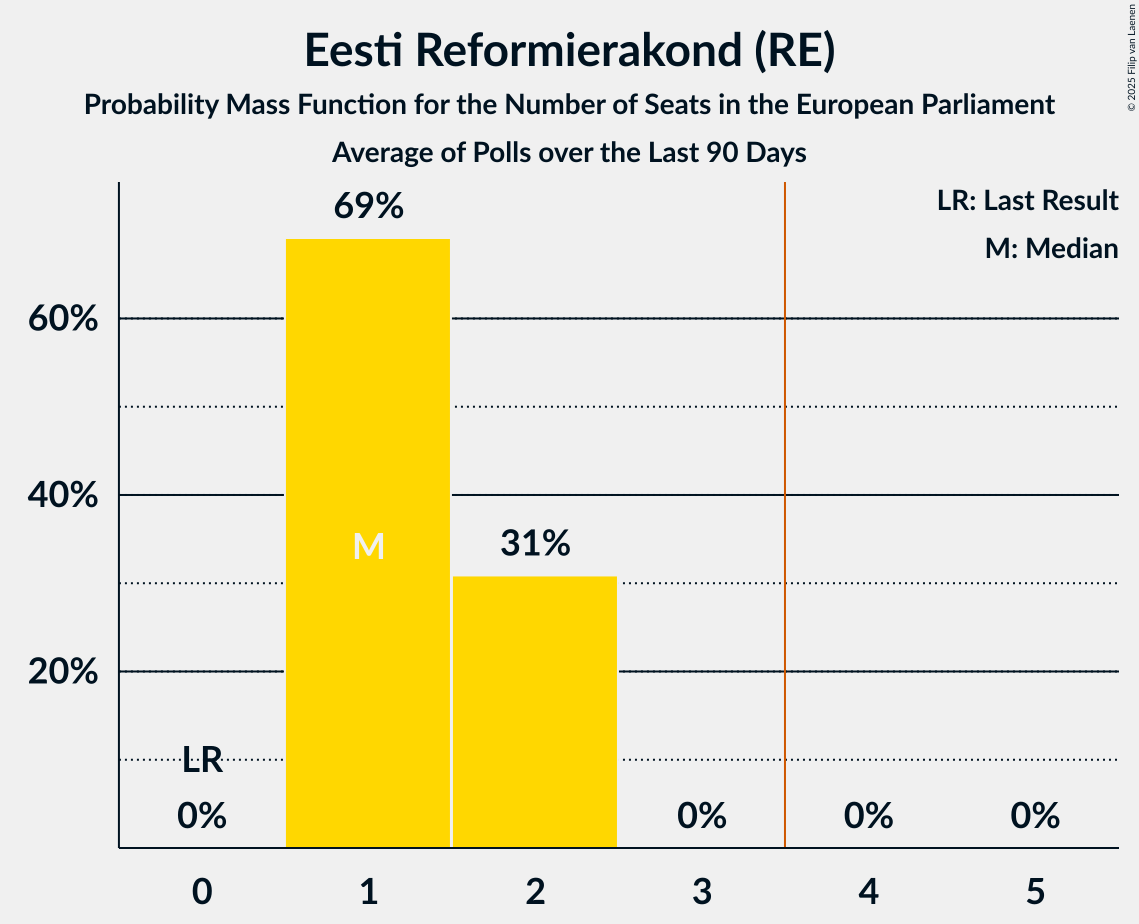 Eesti Reformierakond (RE)
Probability Mass Function for the Number of Seats in the European Parliament
Average of Polls over the Last 90 Days
© 2025 Filip van Laenen
LR: Last Result
M: Median
69%
60%
40%
M
31%
20%
LR
0%
0%
0%
0%
0
1
2
3
4
5